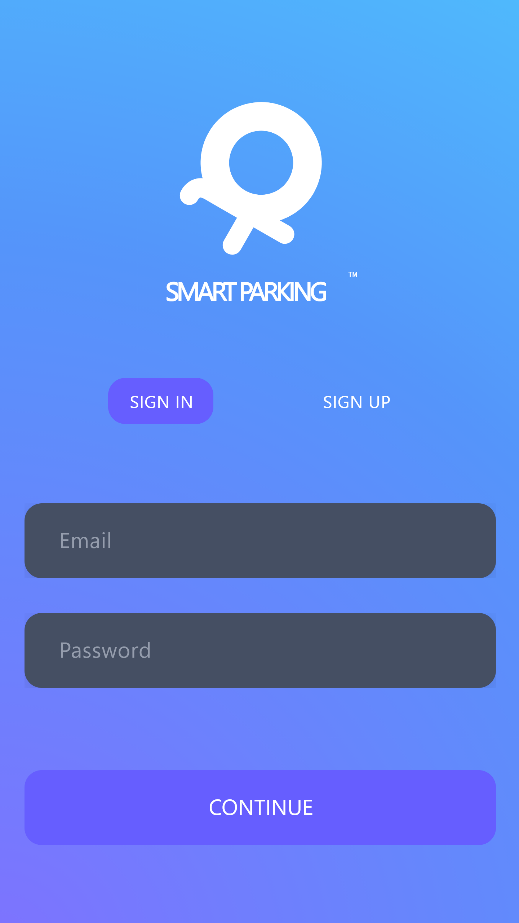 SMART PARKING ™
SIGN IN SIGN UP
Email
Password
CONTINUE